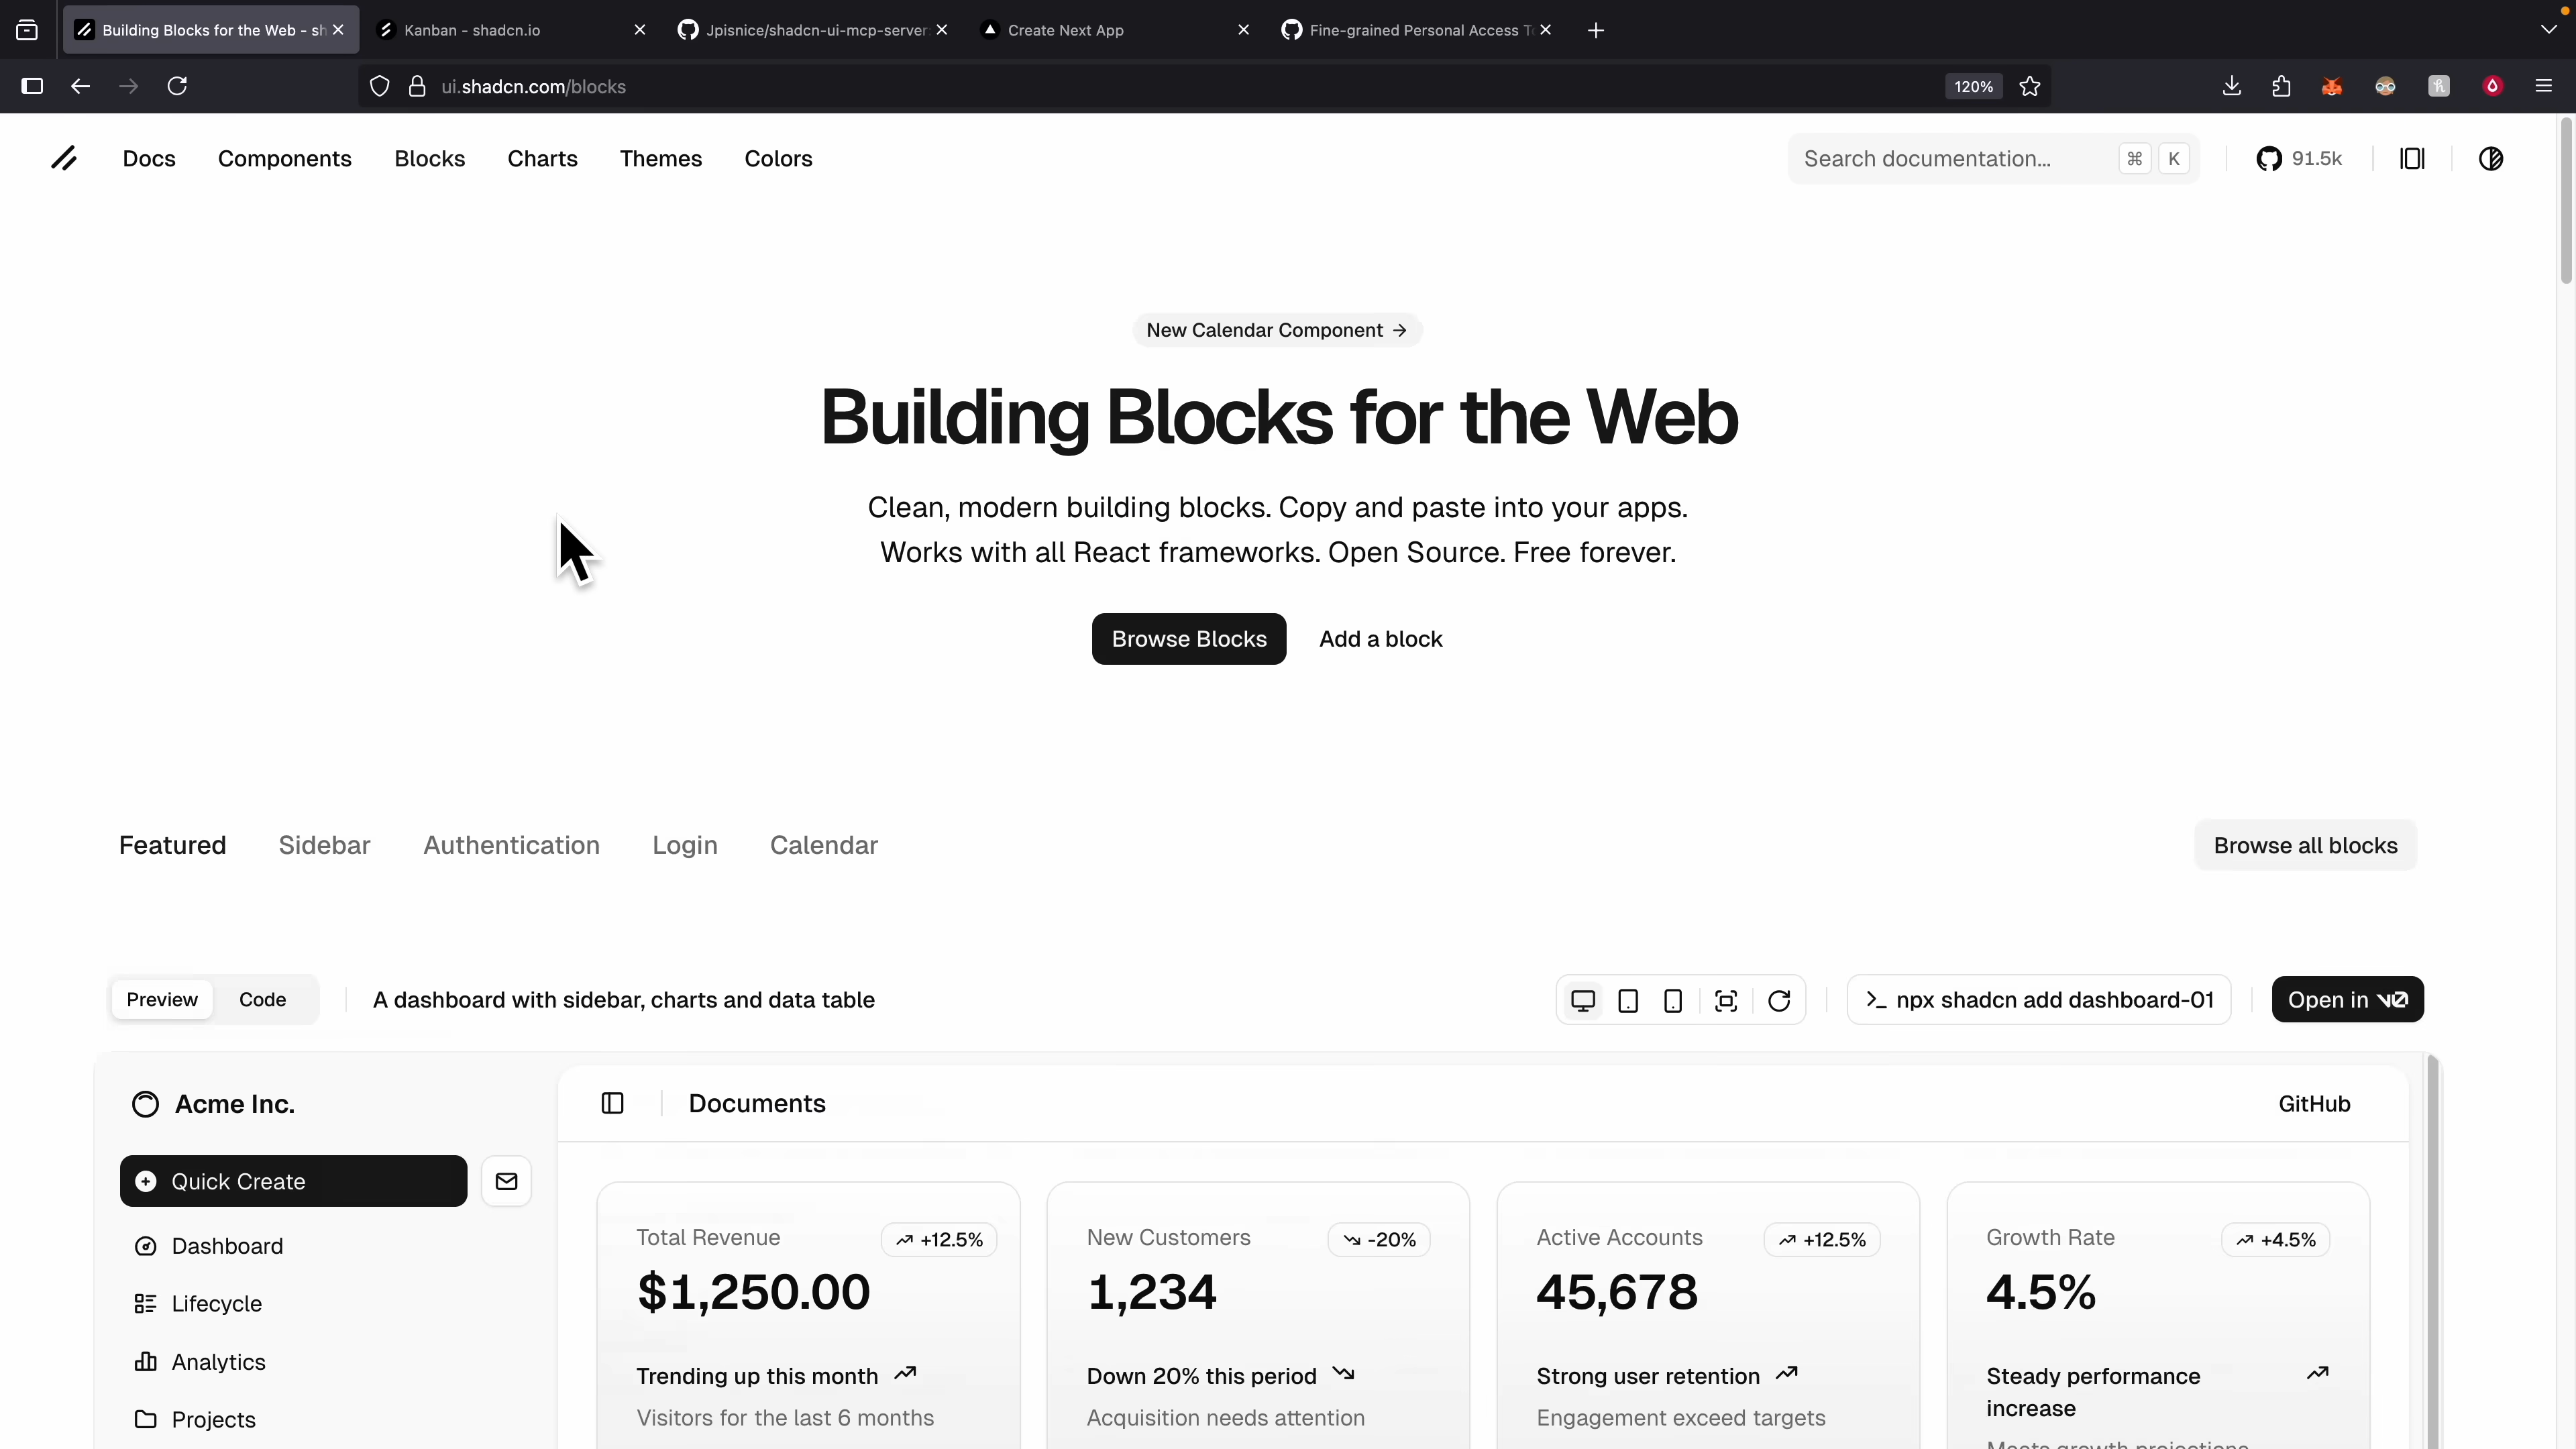 Building Blocks for the Web - sh
Kanban - shadcn.io
Jpisnice/shadcn-ui-mcp-server
Create Next App
Fine-grained Personal Access T
ui.shadcn.com/blocks
120%
Docs
Components
Blocks
Charts
Themes
Colors
Search documentation...
⌘ K
91.5k
New Calendar Component →
Building Blocks for the Web
Clean, modern building blocks. Copy and paste into your apps.
Works with all React frameworks. Open Source. Free forever.
Browse Blocks
Add a block
Featured
Sidebar
Authentication
Login
Calendar
Browse all blocks
Preview
Code
A dashboard with sidebar, charts and data table
>_ npx shadcn add dashboard-01
Open in v0
Acme Inc.
Documents
GitHub
Quick Create
Dashboard
Lifecycle
Analytics
Projects
Total Revenue
+12.5%
$1,250.00
Trending up this month
Visitors for the last 6 months
New Customers
-20%
1,234
Down 20% this period
Acquisition needs attention
Active Accounts
+12.5%
45,678
Strong user retention
Engagement exceed targets
Growth Rate
+4.5%
4.5%
Steady performance
increase
Meets growth projections